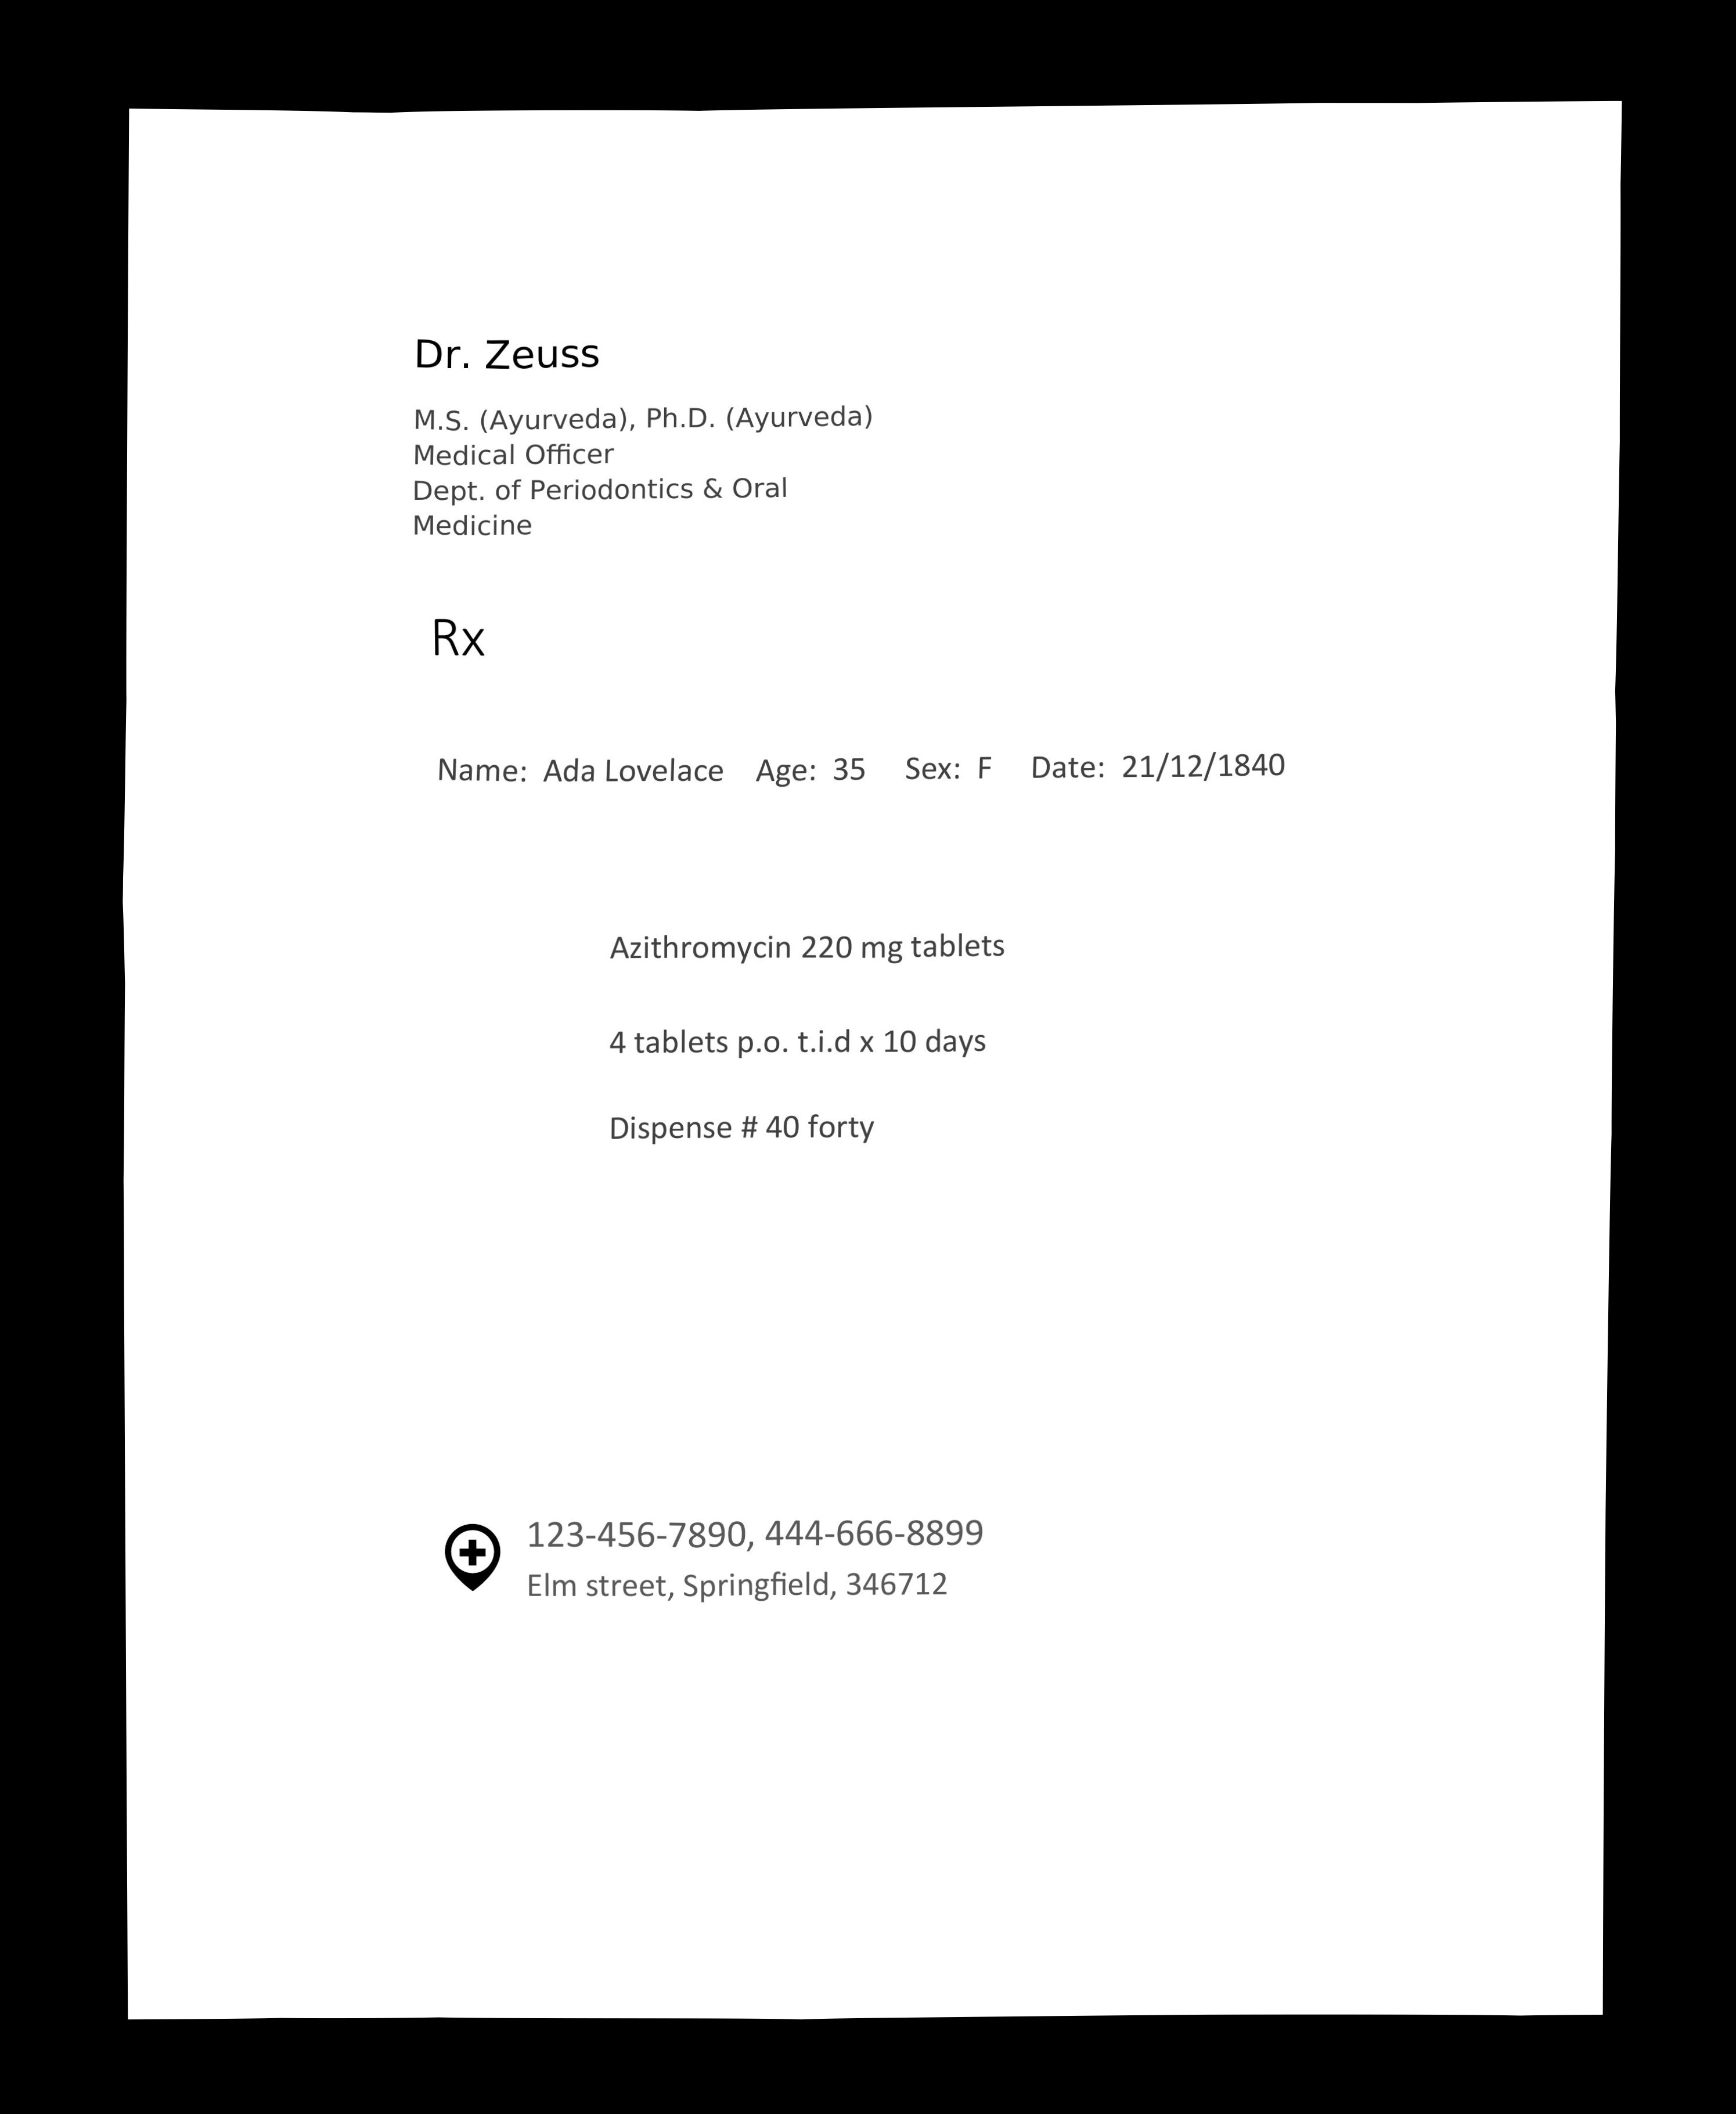 Dr. Zeuss
M.S. (Ayurveda), Ph.D. (Ayurveda)
Medical Officer
Dept. of Periodontics & Oral
Medicine
Rx
Name: Ada Lovelace Age: 35 Sex: F Date: 21/12/1840
Azithromycin 220 mg tablets
4 tablets p.o. t.i.d x 10 days
Dispense # 40 forty
123-456-7890, 444-666-8899
Elm street, Springfield, 346712